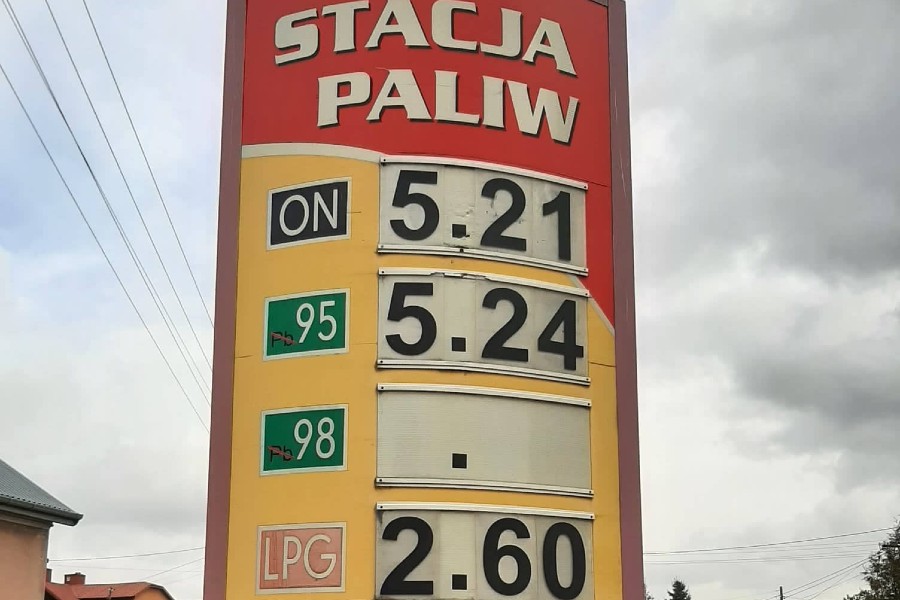 STACJA
PALIW
ON 5.21
Pb 95 5.24
Pb 98 .
LPG 2.60